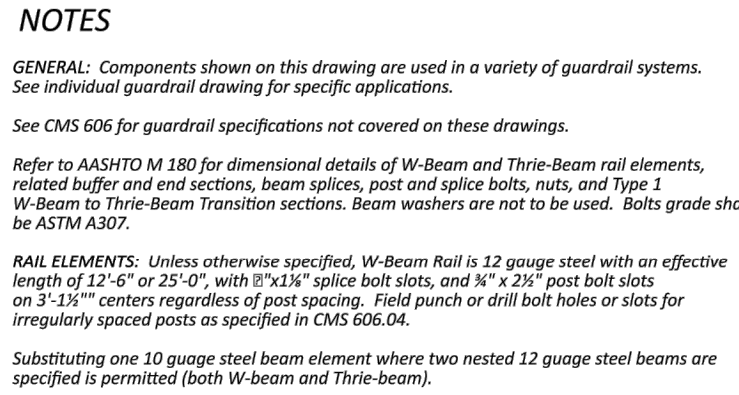 NOTES
GENERAL: Components shown on this drawing are used in a variety of guardrail systems.
See individual guardrail drawing for specific applications.
See CMS 606 for guardrail specifications not covered on these drawings.
Refer to AASHTO M 180 for dimensional details of W-Beam and Thrie-Beam rail elements,
related buffer and end sections, beam splices, post and splice bolts, nuts, and Type 1
W-Beam to Thrie-Beam Transition sections. Beam washers are not to be used. Bolts grade
be ASTM A307.
RAIL ELEMENTS: Unless otherwise specified, W-Beam Rail is 12 gauge steel with an effective
length of 12'-6" or 25'-0", with "x1⅛" splice bolt slots, and ¾" x 2½" post bolt slots
on 3'-1½"" centers regardless of post spacing. Field punch or drill bolt holes or slots for
irregularly spaced posts as specified in CMS 606.04.
Substituting one 10 guage steel beam element where two nested 12 guage steel beams are
specified is permitted (both W-beam and Thrie-beam).